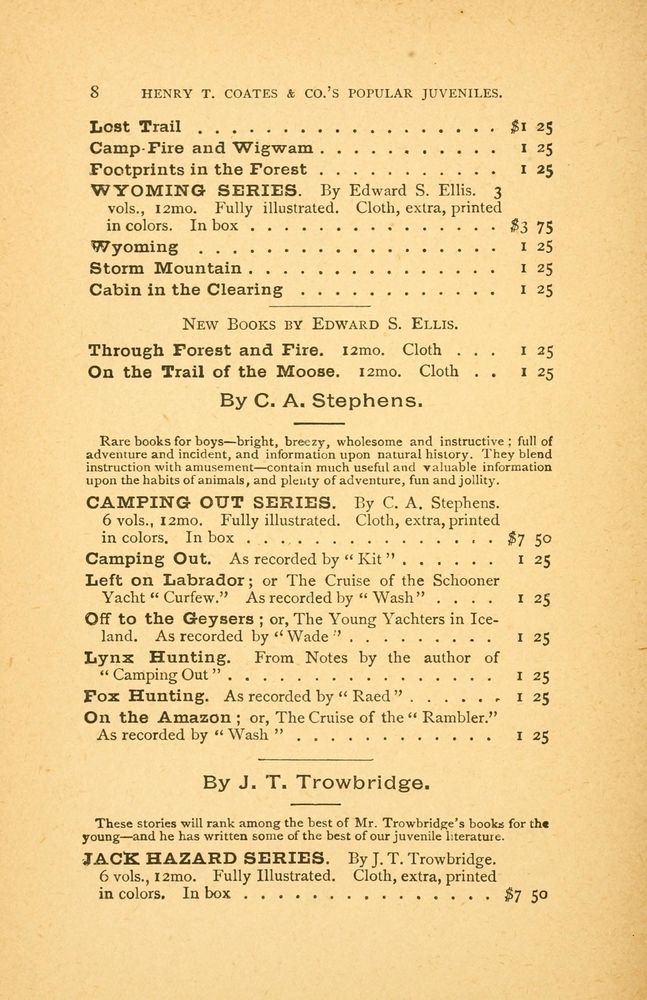 8 HENRY T. COATES & CO.'S POPULAR JUVENILES.
Lost Trail . . . . . . . . . . . . . . . . . . $1 25
Camp-Fire and Wigwam . . . . . . . . . . . 1 25
Footprints in the Forest . . . . . . . . . . . 1 25
WYOMING SERIES. By Edward S. Ellis. 3
vols., 12mo. Fully illustrated. Cloth, extra, printed
in colors. In box . . . . . . . . . . . . . . . $3 75
Wyoming . . . . . . . . . . . . . . . . . . 1 25
Storm Mountain . . . . . . . . . . . . . . . 1 25
Cabin in the Clearing . . . . . . . . . . . . 1 25
NEW BOOKS BY EDWARD S. ELLIS.
Through Forest and Fire. 12mo. Cloth . . . 1 25
On the Trail of the Moose. 12mo. Cloth . . 1 25
By C. A. Stephens.
Rare books for boys—bright, breezy, wholesome and instructive ; full of
adventure and incident, and information upon natural history. They blend
instruction with amusement—contain much useful and valuable information
upon the habits of animals, and plenty of adventure, fun and jollity.
CAMPING OUT SERIES. By C. A. Stephens.
6 vols., 12mo. Fully illustrated. Cloth, extra, printed
in colors. In box . . . . . . . . . . . . . . . $7 50
Camping Out. As recorded by " Kit " . . . . . . 1 25
Left on Labrador ; or The Cruise of the Schooner
Yacht " Curfew." As recorded by " Wash" . . . . 1 25
Off to the Geysers ; or, The Young Yachters in Ice-
land. As recorded by " Wade " . . . . . . . . . 1 25
Lynx Hunting. From Notes by the author of
" Camping Out " . . . . . . . . . . . . . . . . 1 25
Fox Hunting. As recorded by " Raed " . . . . . . 1 25
On the Amazon ; or, The Cruise of the " Rambler."
As recorded by " Wash " . . . . . . . . . . . . 1 25
By J. T. Trowbridge.
These stories will rank among the best of Mr. Trowbridge's books for the
young—and he has written some of the best of our juvenile literature.
JACK HAZARD SERIES. By J. T. Trowbridge.
6 vols., 12mo. Fully Illustrated. Cloth, extra, printed
in colors. In box . . . . . . . . . . . . . . . $7 50